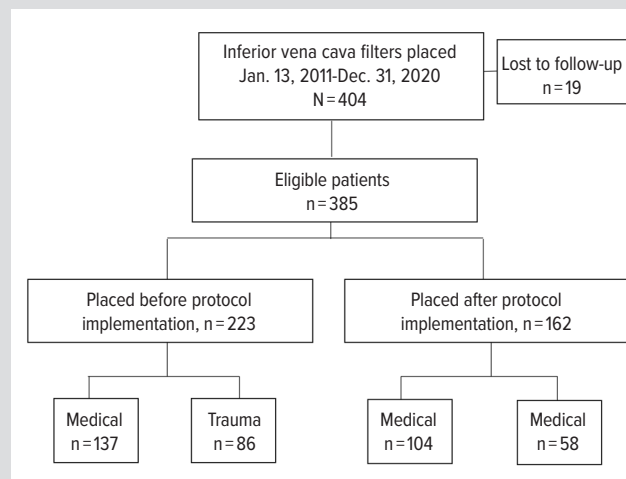 Inferior vena cava filters placed
Jan. 13, 2011-Dec. 31, 2020
N=404
Lost to follow-up
n=19
Eligible patients
n=385
Placed before protocol
implementation, n=223
Placed after protocol
implementation, n=162
Medical
n=137
Trauma
n=86
Medical
n=104
Medical
n=58